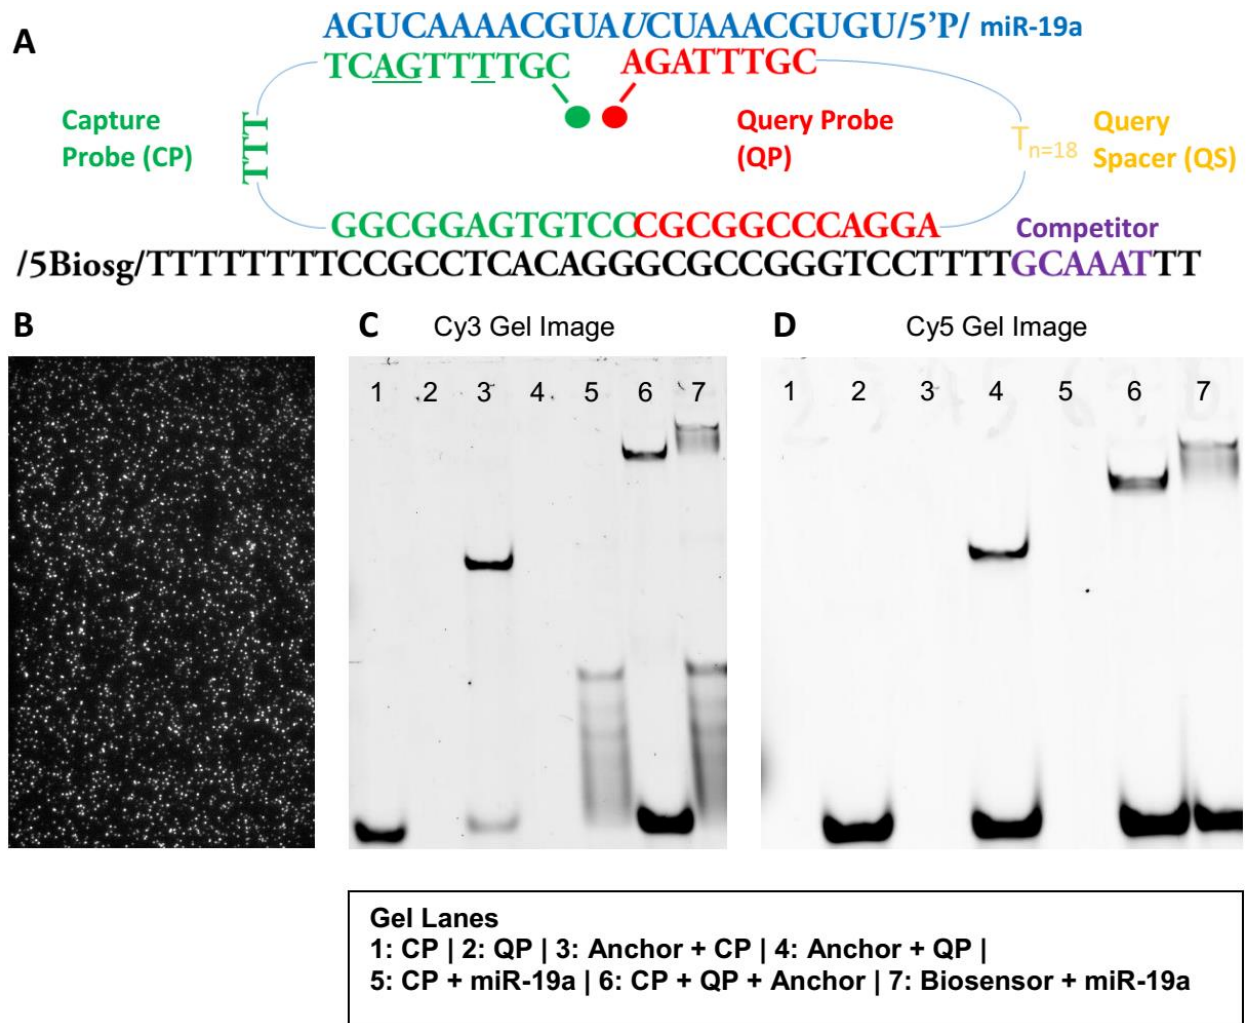 A
AGUCAAAACGUAUCUAAACGUGU/5'P/ miR-19a
TCAGTTTTGC AGATTTGC
Capture
Probe (CP)
TTT
Query Probe
(QP)
Tn=18
Query
Spacer (QS)
GGCGGAGTGTCCCGCGGCCCAGGA
Competitor
/5Biosg/TTTTTTTTCCGCCTCACAGGGCGCCGGGTCCTTTTGCAAATTT
B
C Cy3 Gel Image
D Cy5 Gel Image
1 2 3 4 5 6 7
1 2 3 4 5 6 7
Gel Lanes
1: CP | 2: QP | 3: Anchor + CP | 4: Anchor + QP |
5: CP + miR-19a | 6: CP + QP + Anchor | 7: Biosensor + miR-19a